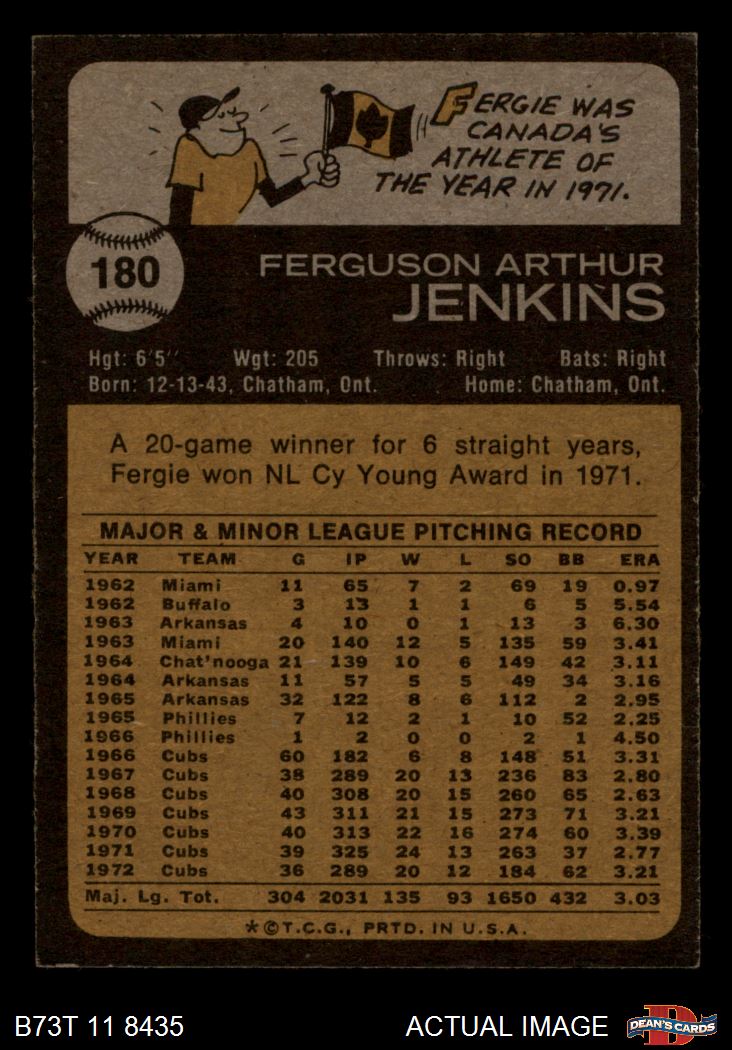 FERGIE WAS
CANADA'S
ATHLETE OF
THE YEAR IN 1971.
180
FERGUSON ARTHUR
JENKINS
Hgt: 6'5" Wgt: 205 Throws: Right Bats: Right
Born: 12-13-43, Chatham, Ont. Home: Chatham, Ont.
A 20-game winner for 6 straight years,
Fergie won NL Cy Young Award in 1971.
MAJOR & MINOR LEAGUE PITCHING RECORD
YEAR TEAM G IP W L SO BB ERA
1962 Miami 11 65 7 2 69 19 0.97
1962 Buffalo 3 13 1 1 6 5 5.54
1963 Arkansas 4 10 0 1 13 3 6.30
1963 Miami 20 140 12 5 135 59 3.41
1964 Chat'nooga 21 139 10 6 149 42 3.11
1964 Arkansas 11 57 5 5 49 34 3.16
1965 Arkansas 32 122 8 6 112 2 2.95
1965 Phillies 7 12 2 1 10 52 2.25
1966 Phillies 1 2 0 0 2 1 4.50
1966 Cubs 60 182 6 8 148 51 3.31
1967 Cubs 38 289 20 13 236 83 2.80
1968 Cubs 40 308 20 15 260 65 2.63
1969 Cubs 43 311 21 15 273 71 3.21
1970 Cubs 40 313 22 16 274 60 3.39
1971 Cubs 39 325 24 13 263 37 2.77
1972 Cubs 36 289 20 12 184 62 3.21
Maj. Lg. Tot. 304 2031 135 93 1650 432 3.03
*©T.C.G., PRTD. IN U.S.A.
B73T 11 8435 ACTUAL IMAGE
D
DEAN'S CARDS